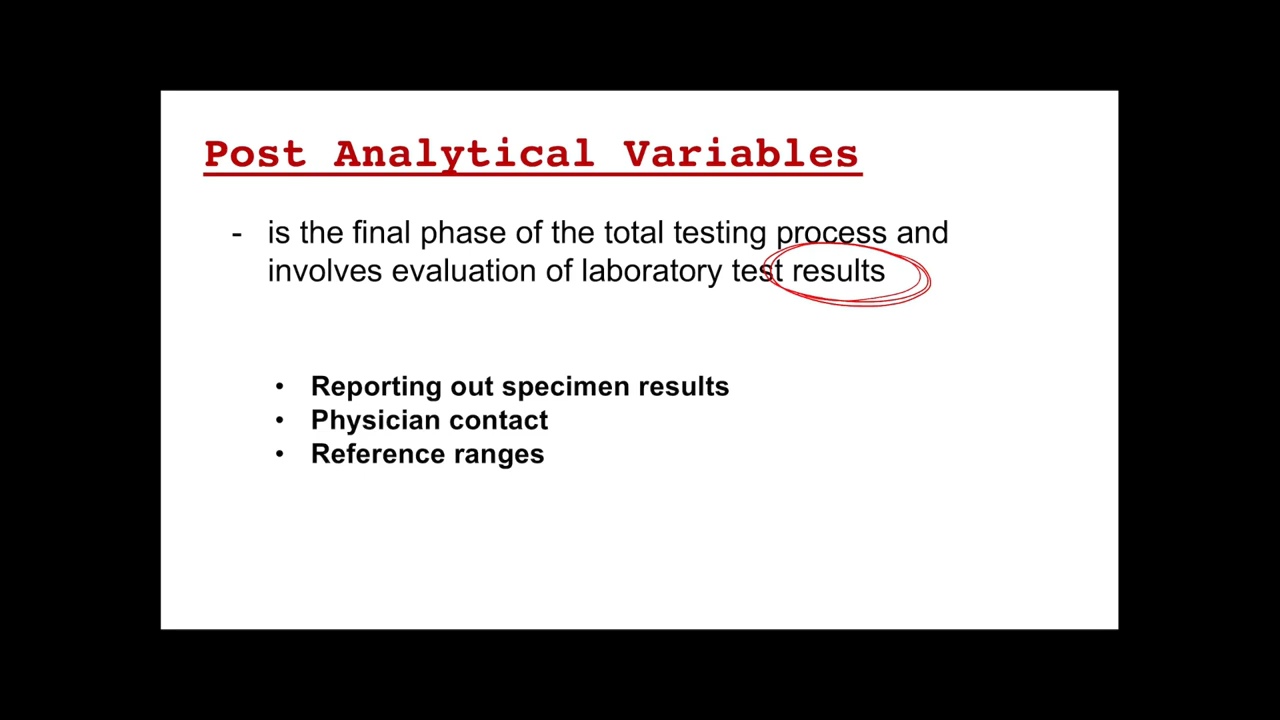 Post Analytical Variables
- is the final phase of the total testing process and
involves evaluation of laboratory test results
• Reporting out specimen results
• Physician contact
• Reference ranges